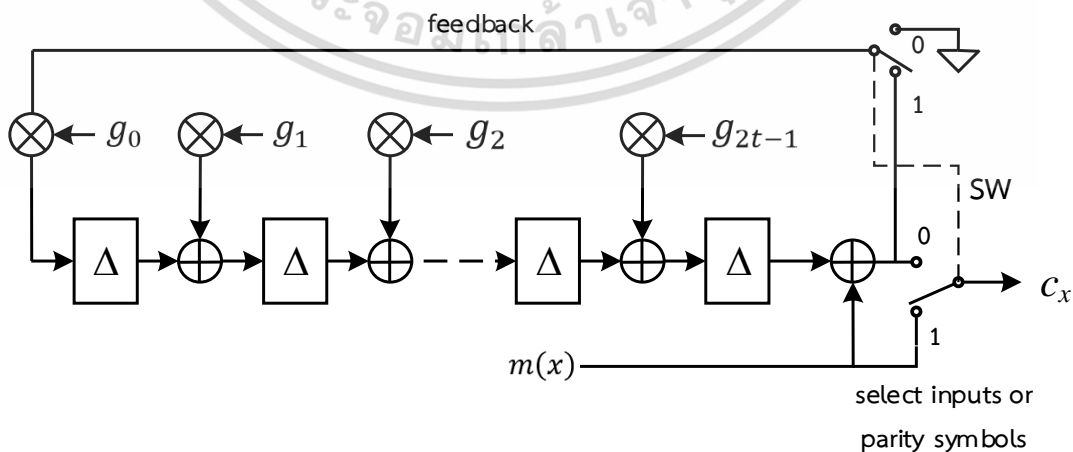 feedback
0
1
g₀
g₁
g₂
g₂ₜ₋₁
SW
Δ
Δ
Δ
Δ
0
1
cₓ
m(x)
select inputs or
parity symbols